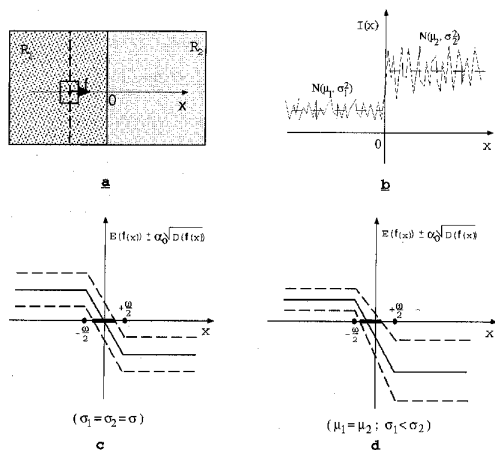 R₂ R₂
0
x
a
I(x)
N(μ₂, σ₂²)
N(μ₁, σ₁²)
0
x
b
E(f(x)) ± α₀√D(f(x))
+ω/2
-ω/2
x
(σ₁=σ₂=σ)
c
E(f(x)) ± α₀√D(f(x))
+ω/2
-ω/2
x
(μ₁=μ₂ ; σ₁<σ₂)
d